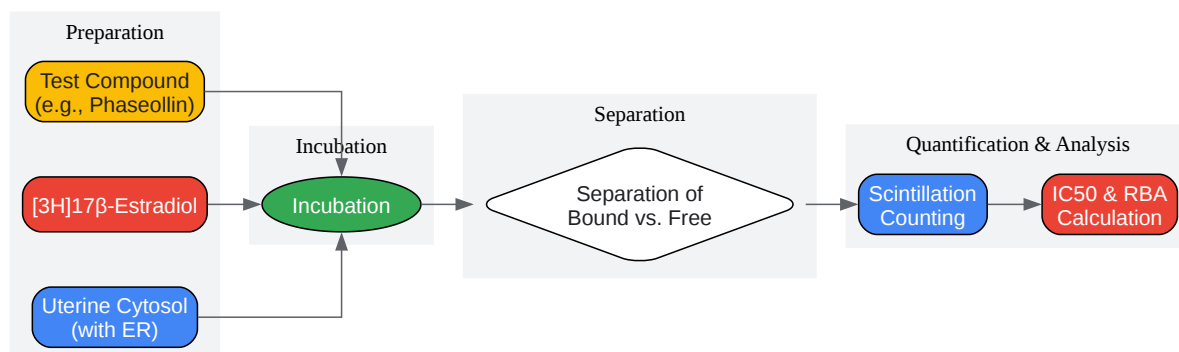 Preparation
Test Compound
(e.g., Phaseollin)
[3H]17β-Estradiol
Uterine Cytosol
(with ER)
Incubation
Incubation
Separation
Separation of
Bound vs. Free
Quantification & Analysis
Scintillation
Counting
IC50 & RBA
Calculation